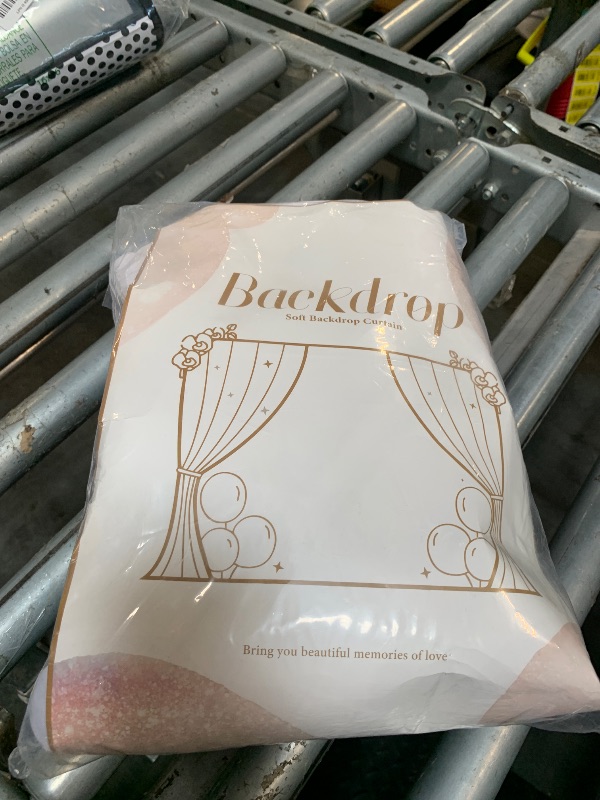 Backdrop
Soft Backdrop Curtain
Bring you beautiful memories of love